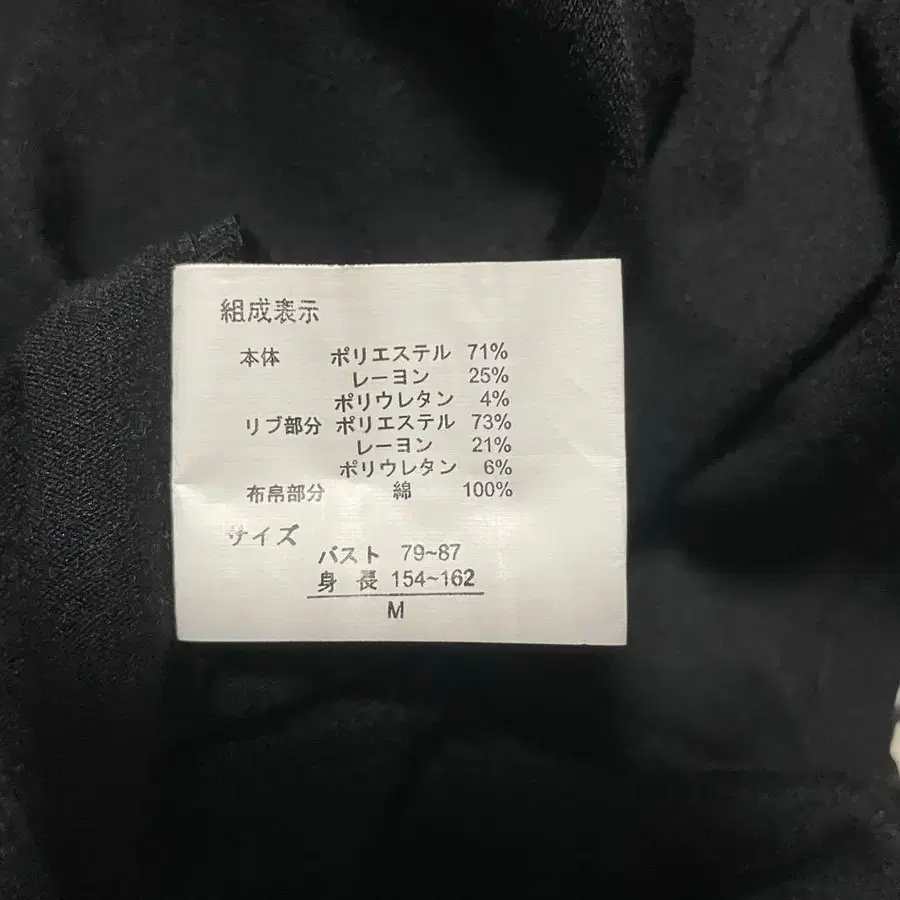 組成表示
本体 ポリエステル 71%
レーヨン 25%
ポリウレタン 4%
リブ部分 ポリエステル 73%
レーヨン 21%
ポリウレタン 6%
布帛部分 綿 100%
サイズ
バスト 79~87
身長 154~162
M